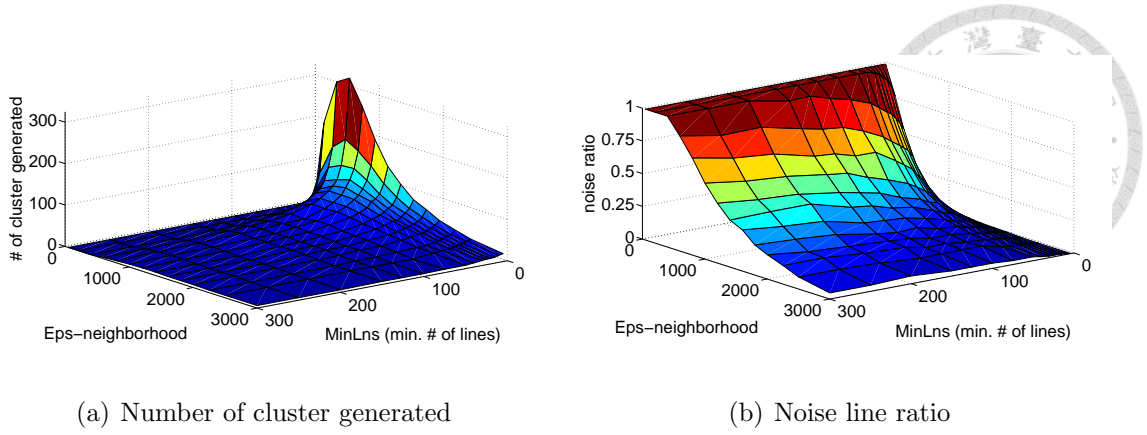 灣 臺
# of cluster generated
300
200
100
0
0
1000
2000
3000
Eps−neighborhood
300
200
100
0
MinLns (min. # of lines)
noise ratio
1
0.75
0.5
0.25
0
0
1000
2000
3000
Eps−neighborhood
300
200
100
0
MinLns (min. # of lines)
(a) Number of cluster generated
(b) Noise line ratio